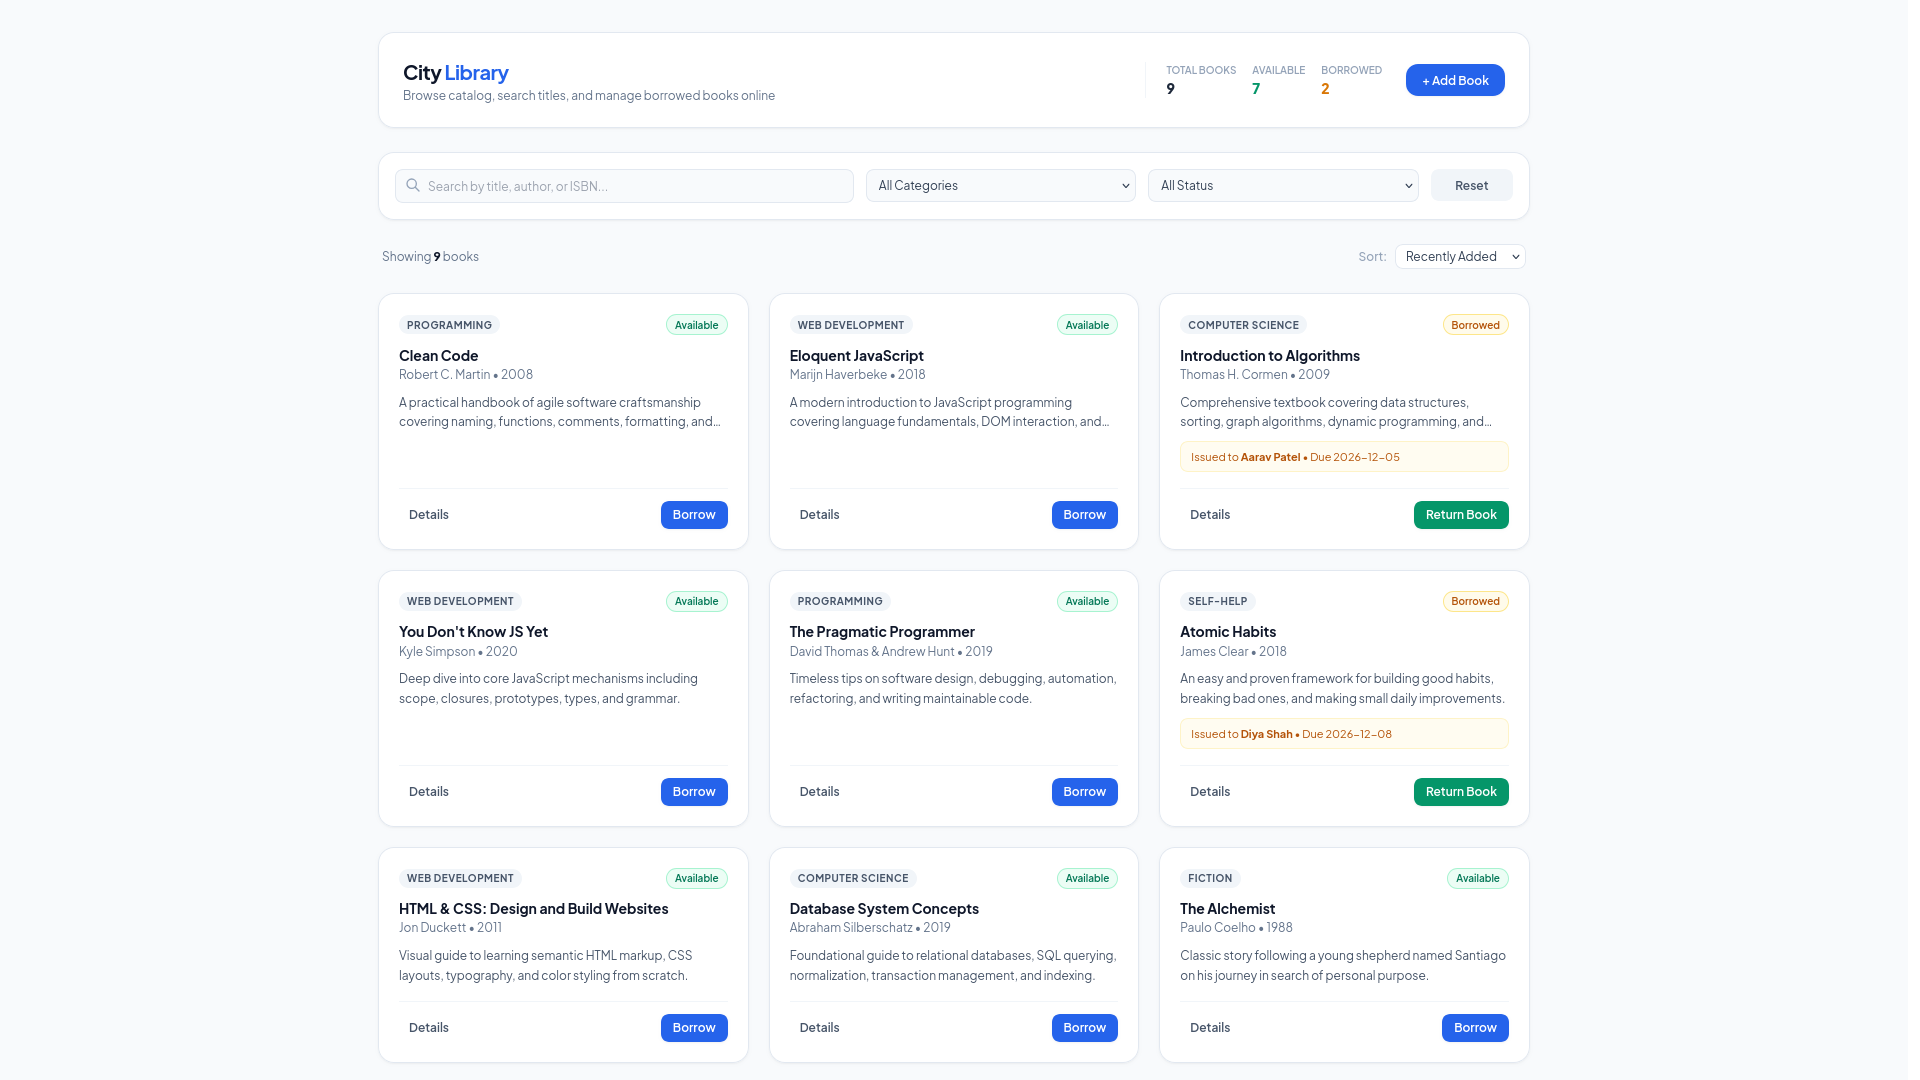 City Library
Browse catalog, search titles, and manage borrowed books online
TOTAL BOOKS
9
AVAILABLE
7
BORROWED
2
+ Add Book
Search by title, author, or ISBN...
All Categories
All Status
Reset
Showing 9 books
Sort:
Recently Added
PROGRAMMING
Available
Clean Code
Robert C. Martin • 2008
A practical handbook of agile software craftsmanship
covering naming, functions, comments, formatting, and...
Details
Borrow
WEB DEVELOPMENT
Available
Eloquent JavaScript
Marijn Haverbeke • 2018
A modern introduction to JavaScript programming
covering language fundamentals, DOM interaction, and...
Details
Borrow
COMPUTER SCIENCE
Borrowed
Introduction to Algorithms
Thomas H. Cormen • 2009
Comprehensive textbook covering data structures,
sorting, graph algorithms, dynamic programming, and...
Issued to Aarav Patel • Due 2026-12-05
Details
Return Book
WEB DEVELOPMENT
Available
You Don't Know JS Yet
Kyle Simpson • 2020
Deep dive into core JavaScript mechanisms including
scope, closures, prototypes, types, and grammar.
Details
Borrow
PROGRAMMING
Available
The Pragmatic Programmer
David Thomas & Andrew Hunt • 2019
Timeless tips on software design, debugging, automation,
refactoring, and writing maintainable code.
Details
Borrow
SELF-HELP
Borrowed
Atomic Habits
James Clear • 2018
An easy and proven framework for building good habits,
breaking bad ones, and making small daily improvements.
Issued to Diya Shah • Due 2026-12-08
Details
Return Book
WEB DEVELOPMENT
Available
HTML & CSS: Design and Build Websites
Jon Duckett • 2011
Visual guide to learning semantic HTML markup, CSS
layouts, typography, and color styling from scratch.
Details
Borrow
COMPUTER SCIENCE
Available
Database System Concepts
Abraham Silberschatz • 2019
Foundational guide to relational databases, SQL querying,
normalization, transaction management, and indexing.
Details
Borrow
FICTION
Available
The Alchemist
Paulo Coelho • 1988
Classic story following a young shepherd named Santiago
on his journey in search of personal purpose.
Details
Borrow